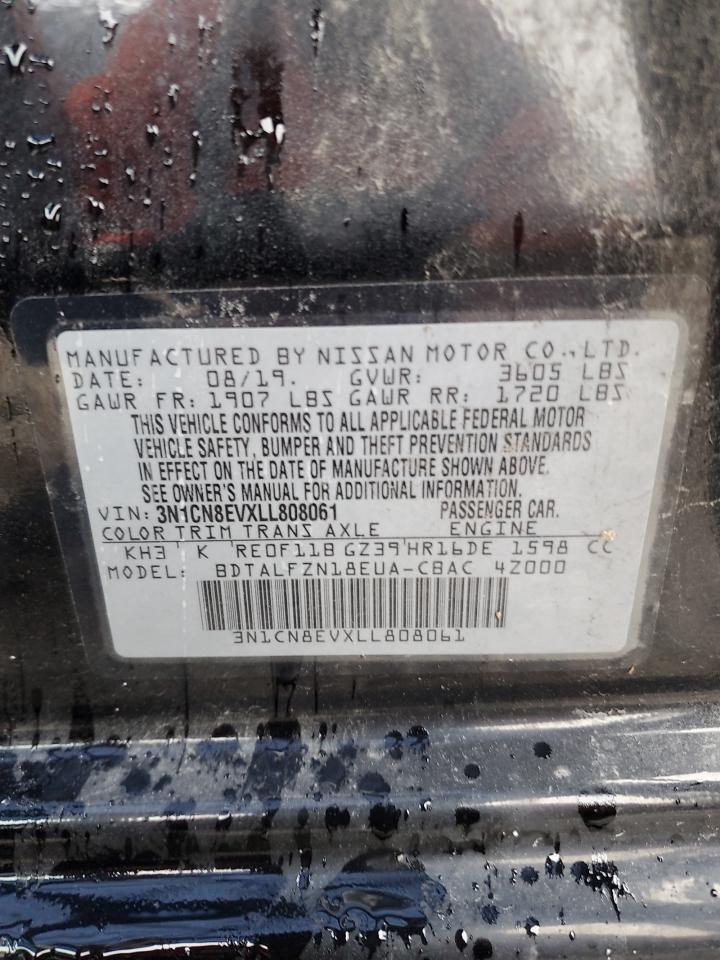 MANUFACTURED BY NISSAN MOTOR CO., LTD.
DATE: 08/19. GVWR: 3605 LBS
GAWR FR: 1907 LBS GAWR RR: 1720 LBS
THIS VEHICLE CONFORMS TO ALL APPLICABLE FEDERAL MOTOR
VEHICLE SAFETY, BUMPER AND THEFT PREVENTION STANDARDS
IN EFFECT ON THE DATE OF MANUFACTURE SHOWN ABOVE.
SEE OWNER'S MANUAL FOR ADDITIONAL INFORMATION.
VIN: 3N1CN8EVXLL808061 PASSENGER CAR.
COLOR TRIM TRANS AXLE ENGINE
KH3 K RE0F11B GZ39 HR16DE 1598 CC
MODEL: BDTALFZN18EUA-CBAC 4Z000
3N1CN8EVXLL808061